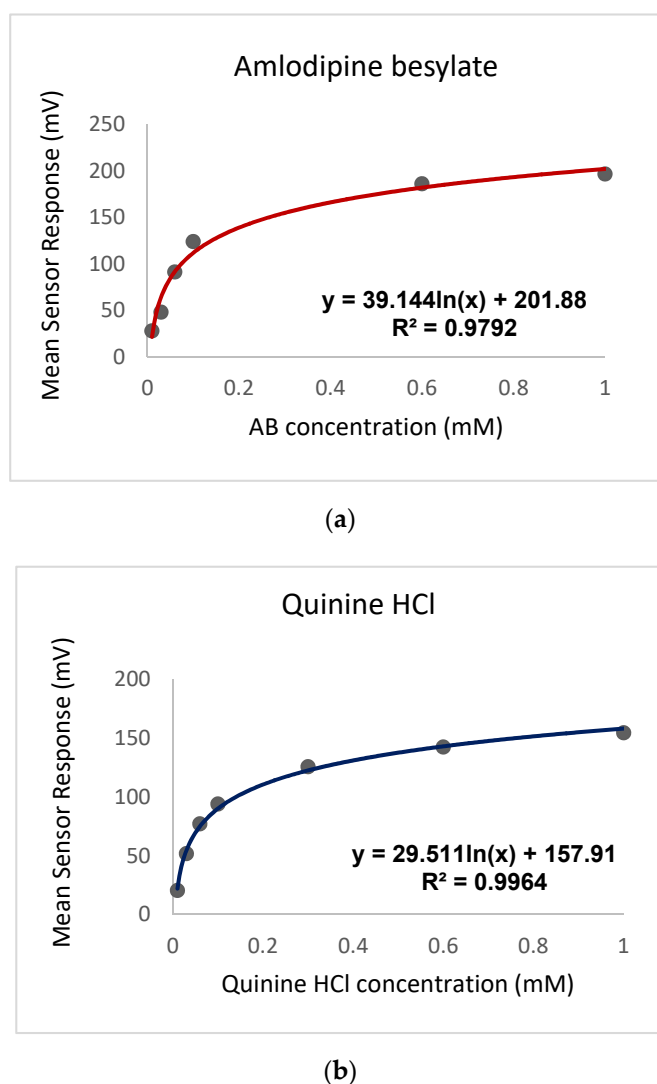 Amlodipine besylate
Mean Sensor Response (mV)
250
200
150
100
50
0
y = 39.144ln(x) + 201.88
R² = 0.9792
0
0.2
0.4
0.6
0.8
1
AB concentration (mM)
(a)
Quinine HCl
Mean Sensor Response (mV)
200
150
100
50
0
y = 29.511ln(x) + 157.91
R² = 0.9964
0
0.2
0.4
0.6
0.8
1
Quinine HCl concentration (mM)
(b)